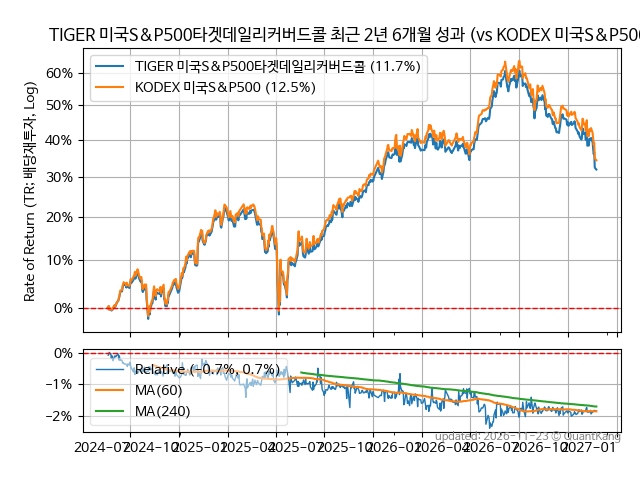 TIGER 미국S&P500타겟데일리커버드콜 최근 2년 6개월 성과 (vs KODEX 미국S&P500
Rate of Return (TR: 배당재투자, Log)
60%
50%
40%
30%
20%
10%
0%
TIGER 미국S&P500타겟데일리커버드콜 (11.7%)
KODEX 미국S&P500 (12.5%)
0%
−1%
−2%
Relative (−0.7%, 0.7%)
MA(60)
MA(240)
updated: 2026−11−23 © QuantKang
2024−07 2024−10 2025−01 2025−04 2025−07 2025−10 2026−01 2026−04 2026−07 2026−10 2027−01